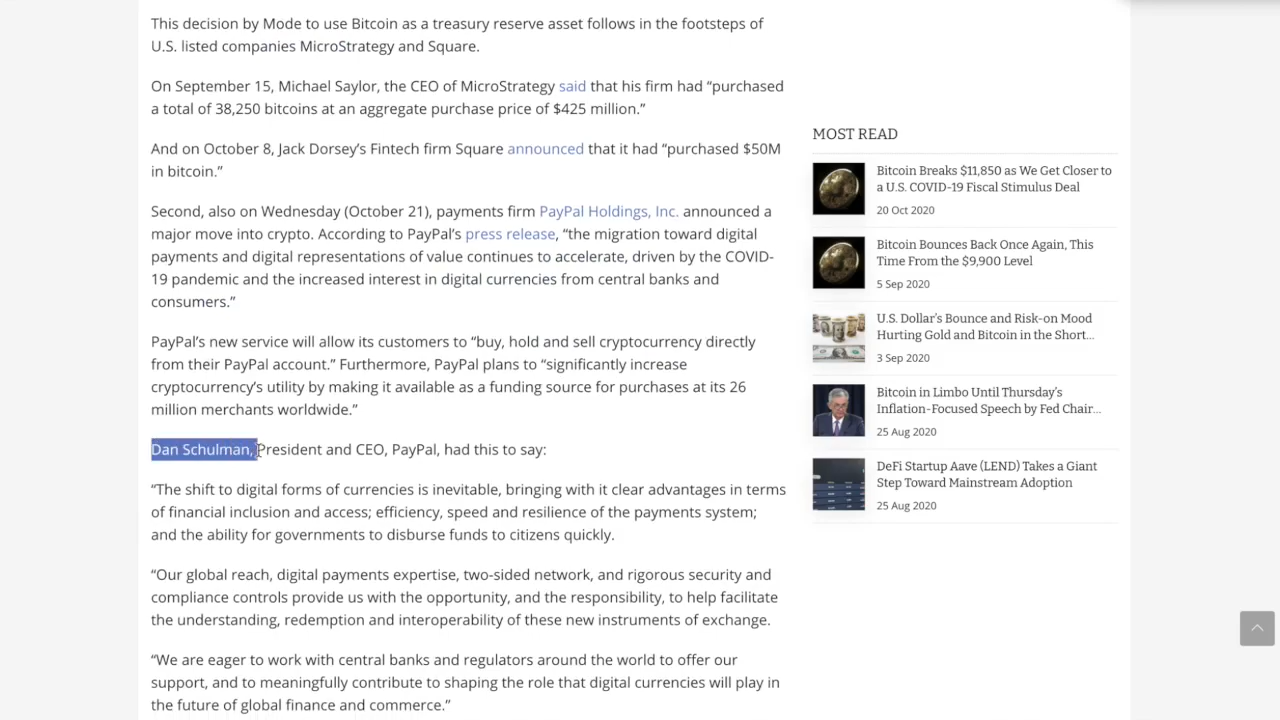 This decision by Mode to use Bitcoin as a treasury reserve asset follows in the footsteps of
U.S. listed companies MicroStrategy and Square.
On September 15, Michael Saylor, the CEO of MicroStrategy said that his firm had “purchased
a total of 38,250 bitcoins at an aggregate purchase price of $425 million.”
And on October 8, Jack Dorsey’s Fintech firm Square announced that it had “purchased $50M
in bitcoin.”
Second, also on Wednesday (October 21), payments firm PayPal Holdings, Inc. announced a
major move into crypto. According to PayPal’s press release, “the migration toward digital
payments and digital representations of value continues to accelerate, driven by the COVID-
19 pandemic and the increased interest in digital currencies from central banks and
consumers.”
PayPal’s new service will allow its customers to “buy, hold and sell cryptocurrency directly
from their PayPal account.” Furthermore, PayPal plans to “significantly increase
cryptocurrency’s utility by making it available as a funding source for purchases at its 26
million merchants worldwide.”
Dan Schulman, President and CEO, PayPal, had this to say:
“The shift to digital forms of currencies is inevitable, bringing with it clear advantages in terms
of financial inclusion and access; efficiency, speed and resilience of the payments system;
and the ability for governments to disburse funds to citizens quickly.
“Our global reach, digital payments expertise, two-sided network, and rigorous security and
compliance controls provide us with the opportunity, and the responsibility, to help facilitate
the understanding, redemption and interoperability of these new instruments of exchange.
“We are eager to work with central banks and regulators around the world to offer our
support, and to meaningfully contribute to shaping the role that digital currencies will play in
the future of global finance and commerce.”
MOST READ
Bitcoin Breaks $11,850 as We Get Closer to
a U.S. COVID-19 Fiscal Stimulus Deal
20 Oct 2020
Bitcoin Bounces Back Once Again, This
Time From the $9,900 Level
5 Sep 2020
U.S. Dollar’s Bounce and Risk-on Mood
Hurting Gold and Bitcoin in the Short...
3 Sep 2020
Bitcoin in Limbo Until Thursday’s
Inflation-Focused Speech by Fed Chair...
25 Aug 2020
DeFi Startup Aave (LEND) Takes a Giant
Step Toward Mainstream Adoption
25 Aug 2020